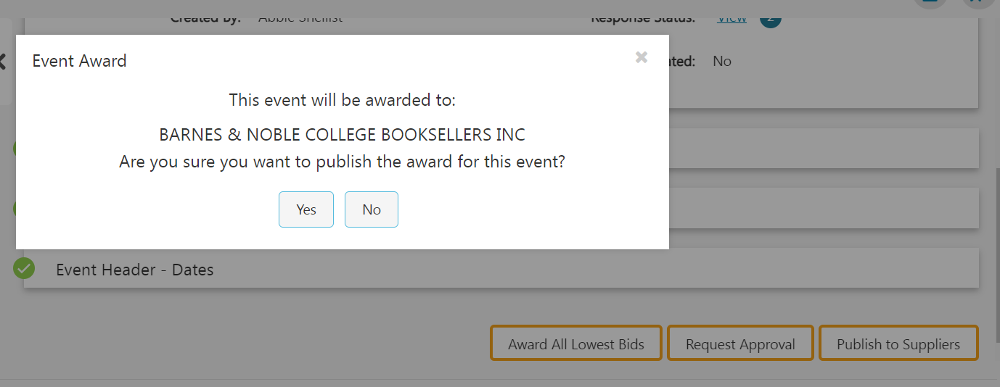 Created By: Abbie Shellist
Response Status: View 2
Event Award
ated: No
This event will be awarded to:
BARNES & NOBLE COLLEGE BOOKSELLERS INC
Are you sure you want to publish the award for this event?
Yes No
Event Header - Dates
Award All Lowest Bids Request Approval Publish to Suppliers